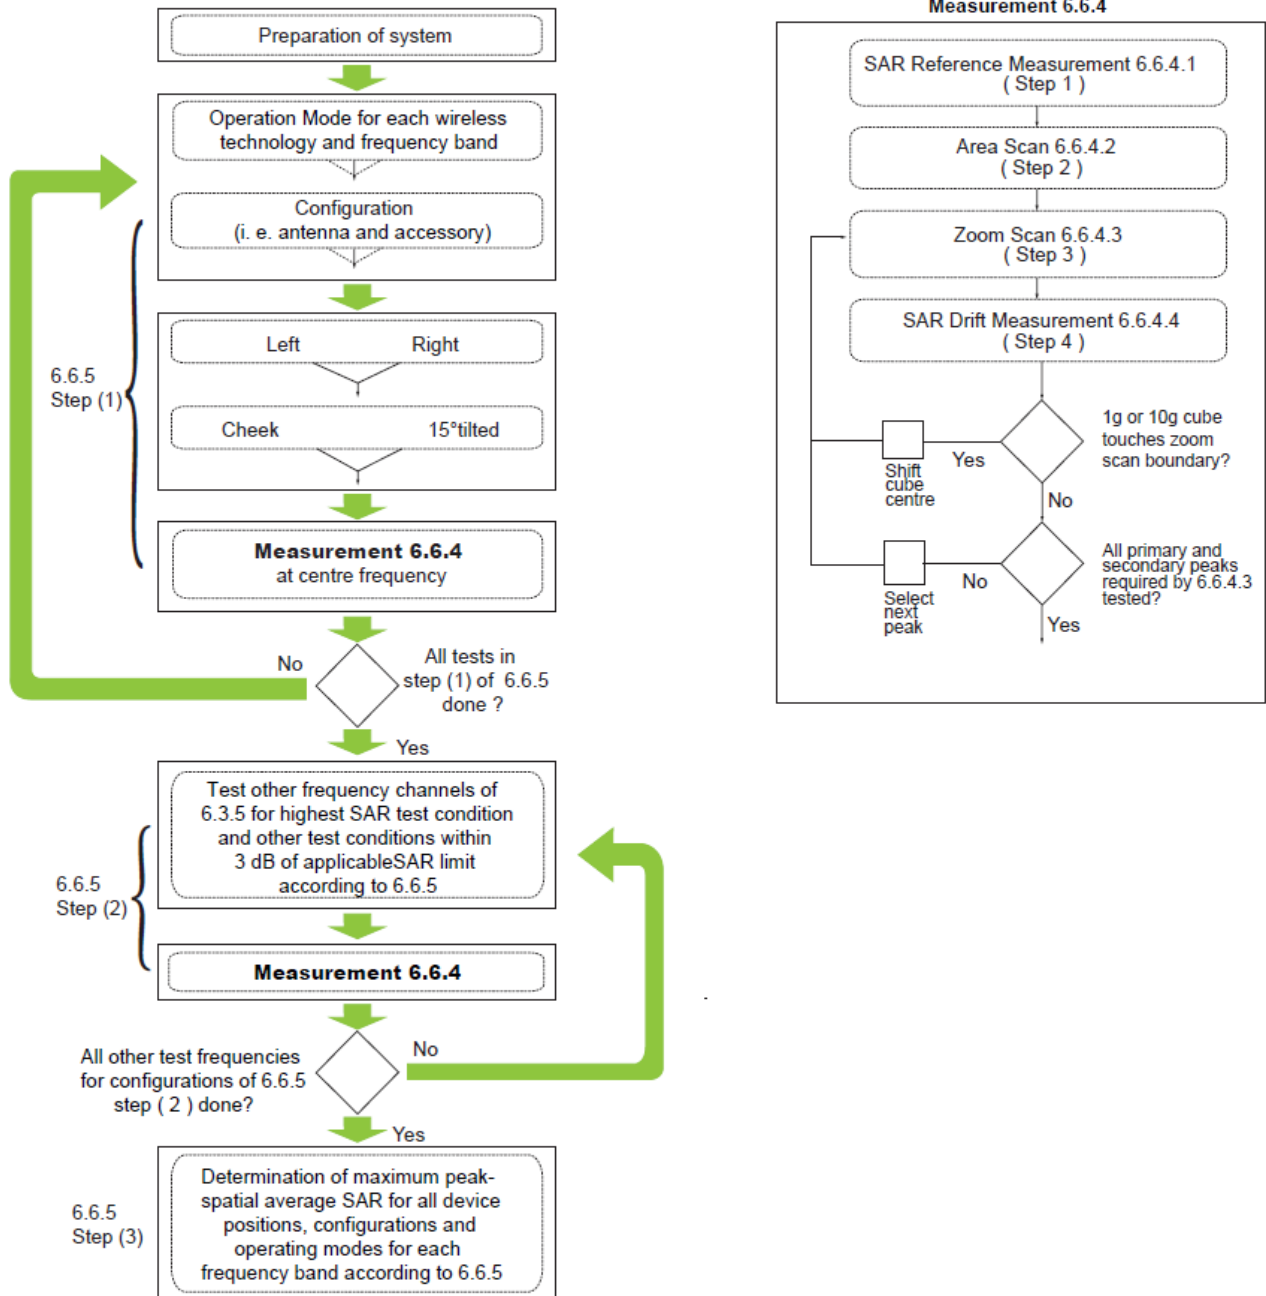 Preparation of system
Operation Mode for each wireless
technology and frequency band
Configuration
(i. e. antenna and accessory)
6.6.5
Step (1)
Left
Right
Cheek
15°tilted
Measurement 6.6.4
at centre frequency
No
All tests in
step (1) of 6.6.5
done ?
Yes
Test other frequency channels of
6.3.5 for highest SAR test condition
and other test conditions within
3 dB of applicableSAR limit
according to 6.6.5
6.6.5
Step (2)
Measurement 6.6.4
All other test frequencies
for configurations of 6.6.5
step ( 2 ) done?
No
Yes
6.6.5
Step (3)
Determination of maximum peak-
spatial average SAR for all device
positions, configurations and
operating modes for each
frequency band according to 6.6.5
Measurement 6.6.4
SAR Reference Measurement 6.6.4.1
( Step 1 )
Area Scan 6.6.4.2
( Step 2 )
Zoom Scan 6.6.4.3
( Step 3 )
SAR Drift Measurement 6.6.4.4
( Step 4 )
1g or 10g cube
touches zoom
scan boundary?
Yes
Shift
cube
centre
No
All primary and
secondary peaks
required by 6.6.4.3
tested?
No
Select
next
peak
Yes